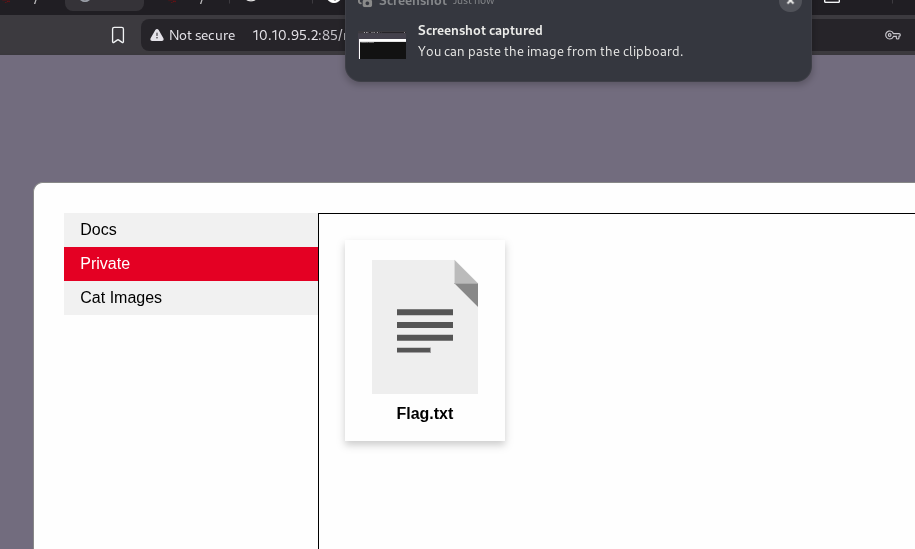 Screenshot Just now
Screenshot captured
You can paste the image from the clipboard.
Not secure 10.10.95.2:85/
Docs
Private
Cat Images
Flag.txt